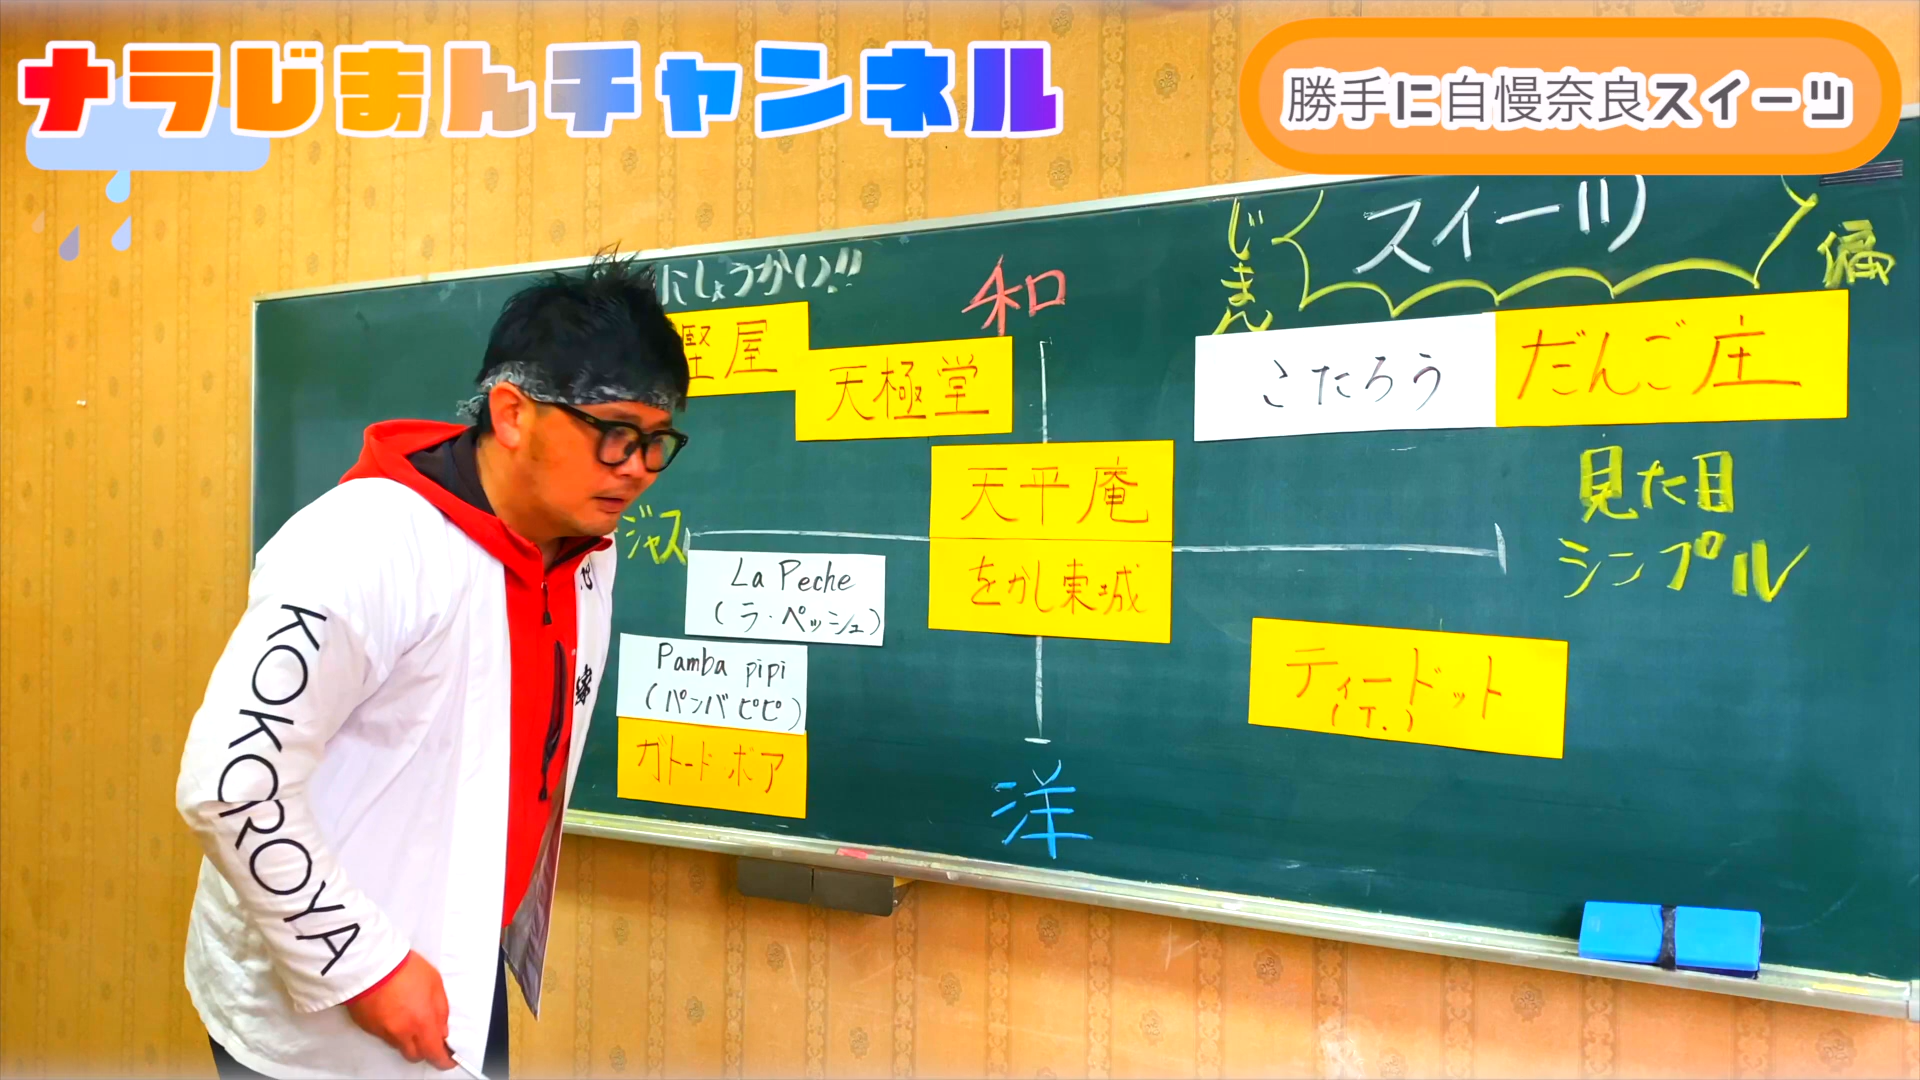 ナラじまんチャンネル
勝手に自慢奈良スイーツ
じまん
スイーツ
編
にしょうかい!!
和
堅屋
天極堂
こたろう
だんご庄
天平庵
をかし東城
見た目
シンプル
ジャス
La Peche
(ラ・ペッシュ)
Pamba pipi
(パンバピピ)
ガトードボア
ティードット
(T.)
洋
KOKOROYA